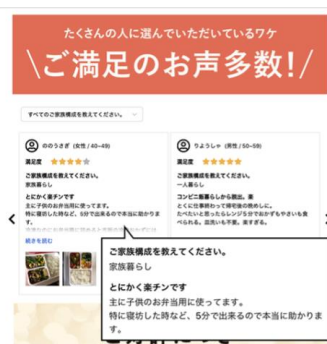 たくさんの人に選んでいただいているワケ
\ご満足のお声多数!/
すべてのご家族構成を教えてください。
ののうさぎ (女性/40~49)
満足度 ★★★★★
ご家族構成を教えてください。
家族暮らし
とにかく楽チンです
主に子供のお弁当用に使ってます。
特に寝坊した時など、5分で出来るので本当に助かりま
す。
続きを読む
りようしゃ (男性/50~59)
満足度 ★★★★★
ご家族構成を教えてください。
一人暮らし
コンビニ飯暮らしから脱出。楽
とくに仕事終わって帰宅後の晩めしに。
たべたいと思ったらレンジ5分でおかずもやさいも食
べられる。皿洗いも不要。楽すぎる。
ご家族構成を教えてください。
家族暮らし
とにかく楽チンです
主に子供のお弁当用に使ってます。
特に寝坊した時など、5分で出来るので本当に助かりま
す。